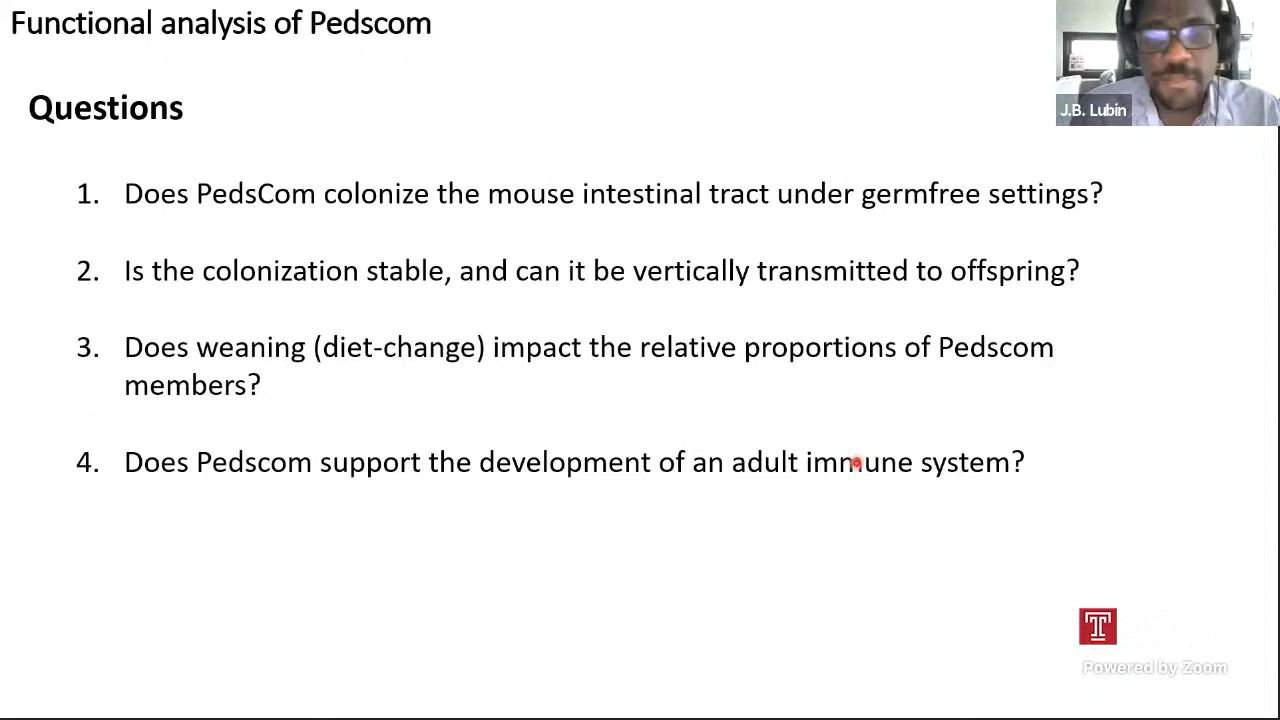 Functional analysis of Pedscom
J.B. Lubin
Questions
1. Does PedsCom colonize the mouse intestinal tract under germfree settings?
2. Is the colonization stable, and can it be vertically transmitted to offspring?
3. Does weaning (diet-change) impact the relative proportions of Pedscom
members?
4. Does Pedscom support the development of an adult immune system?
T
Powered by Zoom